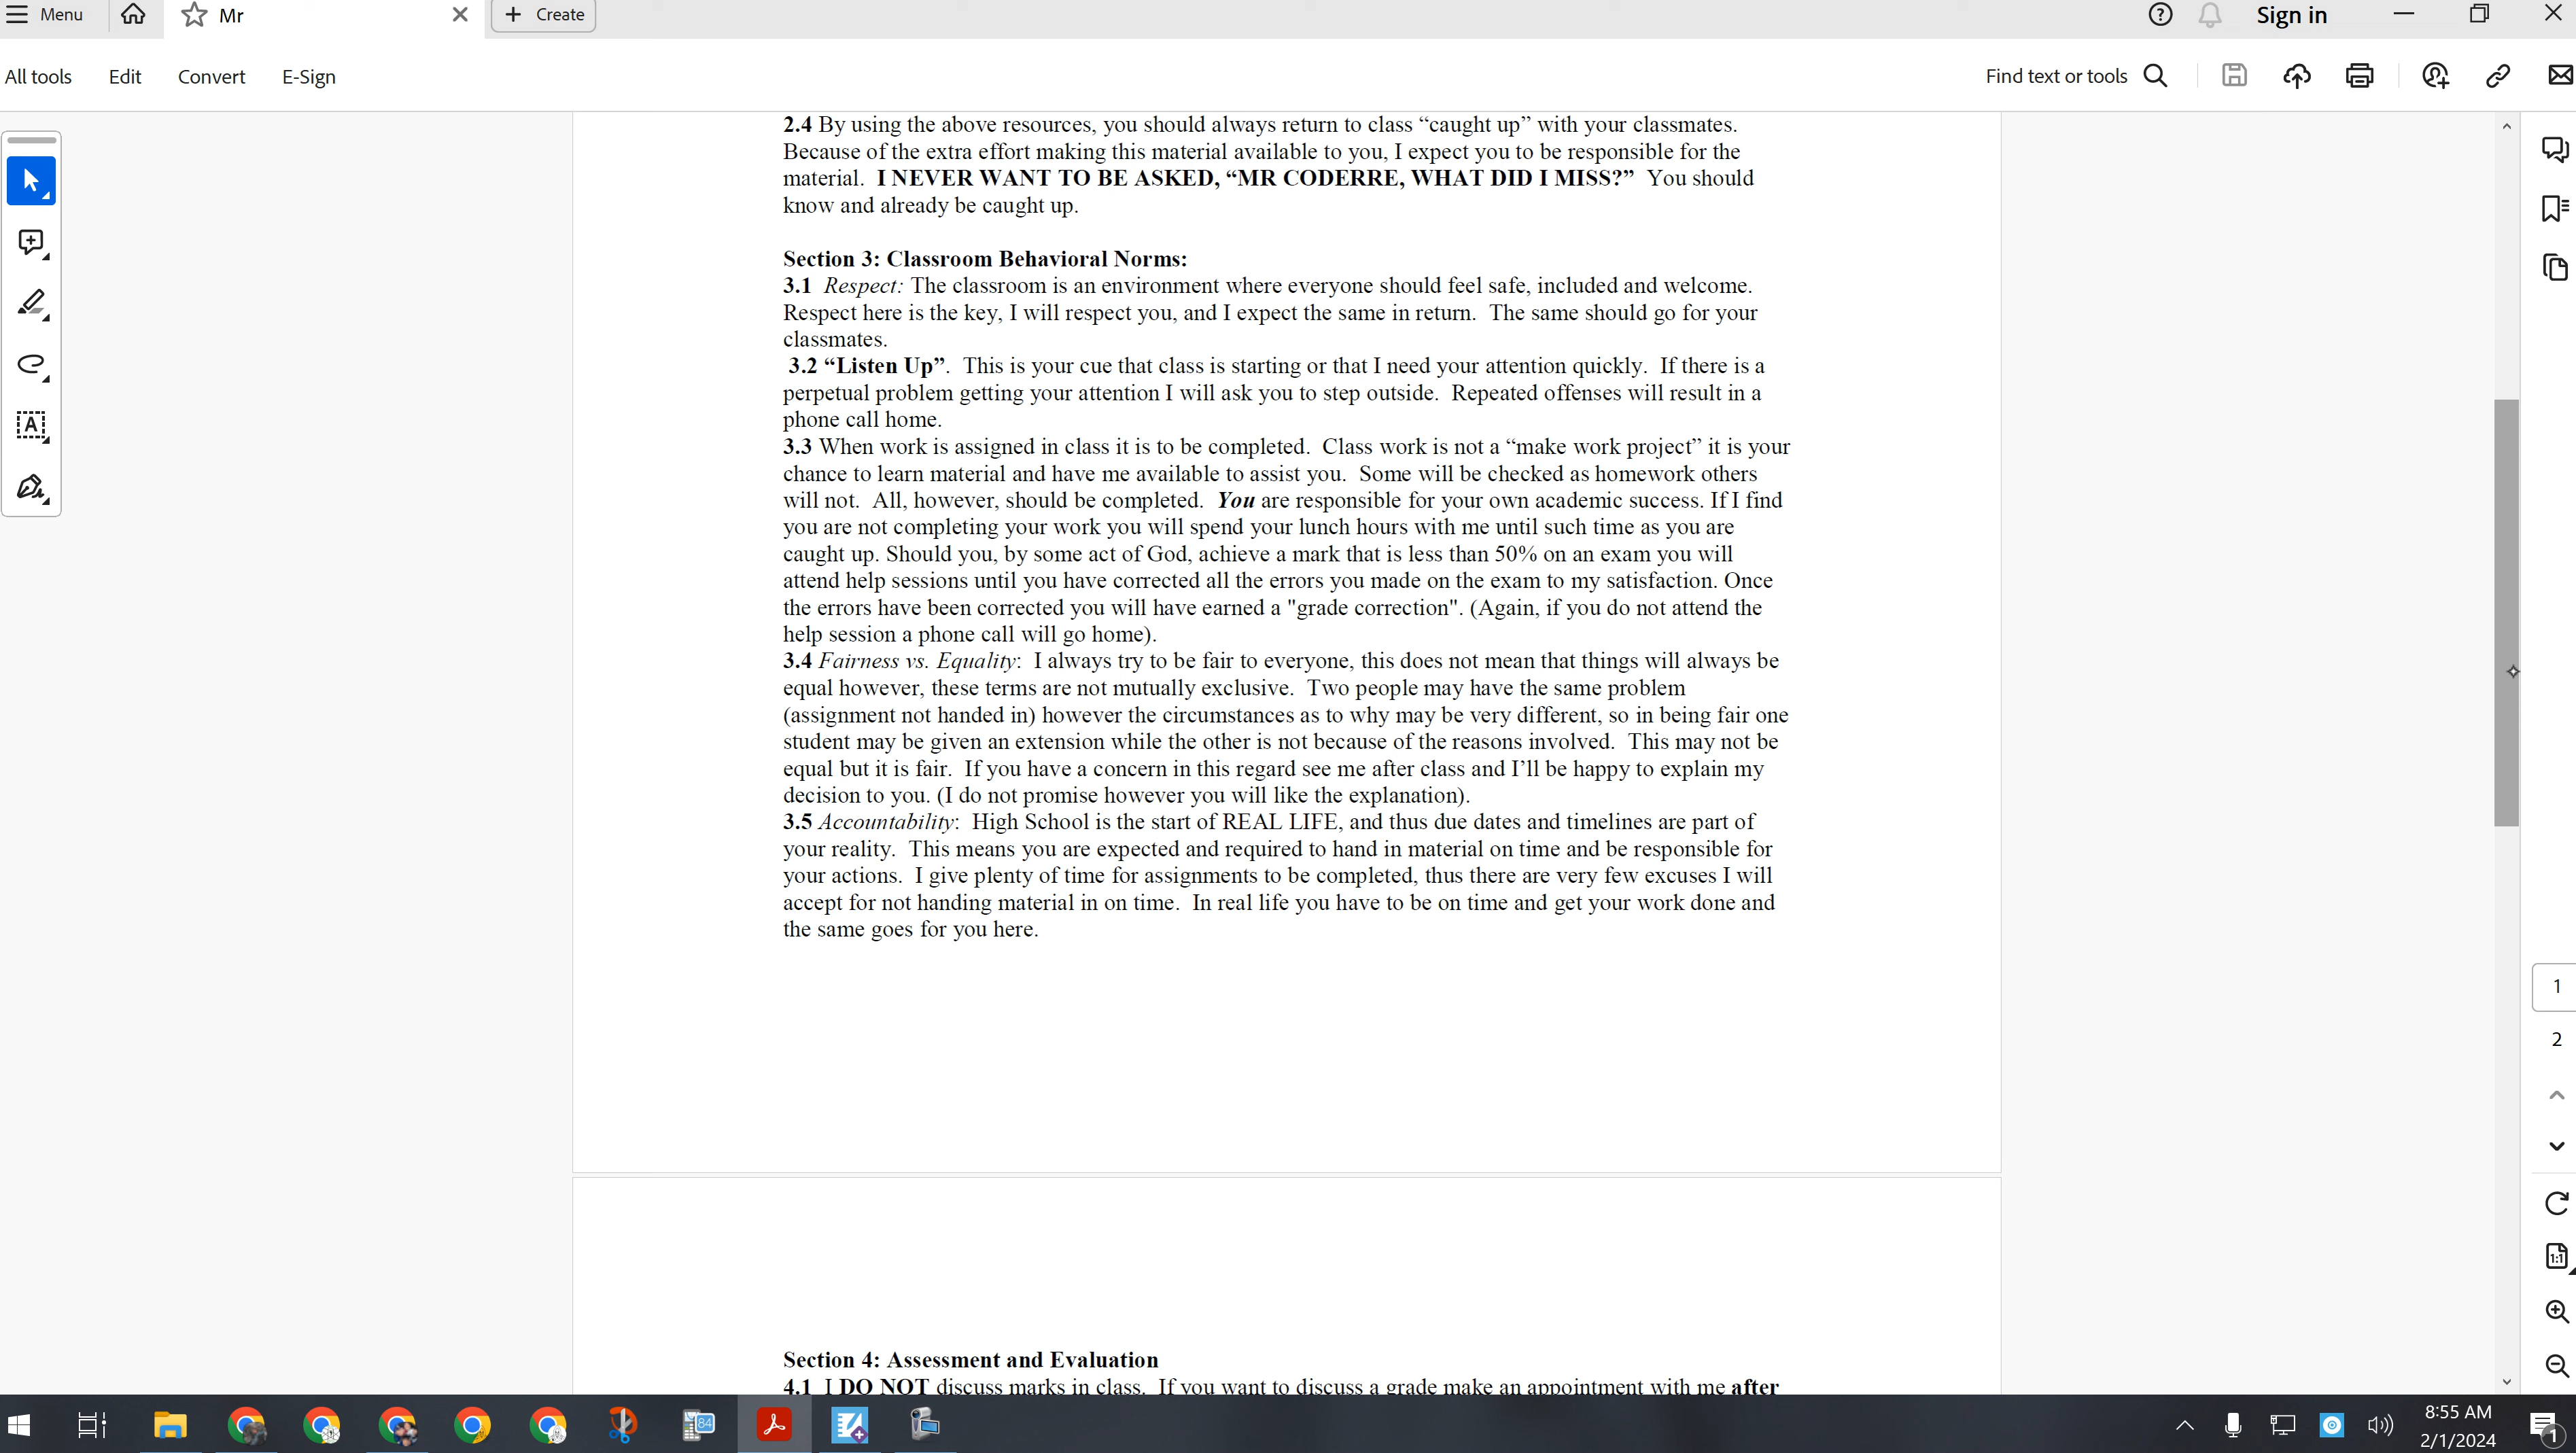 Menu
Mr
Create
Sign in
All tools
Edit
Convert
E-Sign
Find text or tools
2.4 By using the above resources, you should always return to class “caught up” with your classmates.
Because of the extra effort making this material available to you, I expect you to be responsible for the
material.  I NEVER WANT TO BE ASKED, “MR CODERRE, WHAT DID I MISS?”  You should
know and already be caught up.
Section 3: Classroom Behavioral Norms:
3.1  Respect: The classroom is an environment where everyone should feel safe, included and welcome.
Respect here is the key, I will respect you, and I expect the same in return.  The same should go for your
classmates.
3.2 “Listen Up”.  This is your cue that class is starting or that I need your attention quickly.  If there is a
perpetual problem getting your attention I will ask you to step outside.  Repeated offenses will result in a
phone call home.
3.3 When work is assigned in class it is to be completed.  Class work is not a “make work project” it is your
chance to learn material and have me available to assist you.  Some will be checked as homework others
will not.  All, however, should be completed.  You are responsible for your own academic success. If I find
you are not completing your work you will spend your lunch hours with me until such time as you are
caught up. Should you, by some act of God, achieve a mark that is less than 50% on an exam you will
attend help sessions until you have corrected all the errors you made on the exam to my satisfaction. Once
the errors have been corrected you will have earned a "grade correction". (Again, if you do not attend the
help session a phone call will go home).
3.4 Fairness vs. Equality:  I always try to be fair to everyone, this does not mean that things will always be
equal however, these terms are not mutually exclusive.  Two people may have the same problem
(assignment not handed in) however the circumstances as to why may be very different, so in being fair one
student may be given an extension while the other is not because of the reasons involved.  This may not be
equal but it is fair.  If you have a concern in this regard see me after class and I’ll be happy to explain my
decision to you. (I do not promise however you will like the explanation).
3.5 Accountability:  High School is the start of REAL LIFE, and thus due dates and timelines are part of
your reality.  This means you are expected and required to hand in material on time and be responsible for
your actions.  I give plenty of time for assignments to be completed, thus there are very few excuses I will
accept for not handing material in on time.  In real life you have to be on time and get your work done and
the same goes for you here.
1
2
1:1
Section 4: Assessment and Evaluation
4.1  I DO NOT discuss marks in class.  If you want to discuss a grade make an appointment with me after
84
8:55 AM
2/1/2024
1